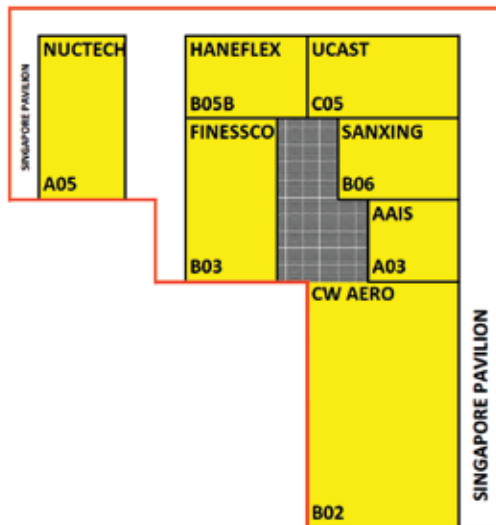 SINGAPORE PAVILION
NUCTECH
A05
HANEFLEX
B05B
UCAST
C05
FINESSCO
B03
SANXING
B06
AAIS
A03
CW AERO
B02
SINGAPORE PAVILION